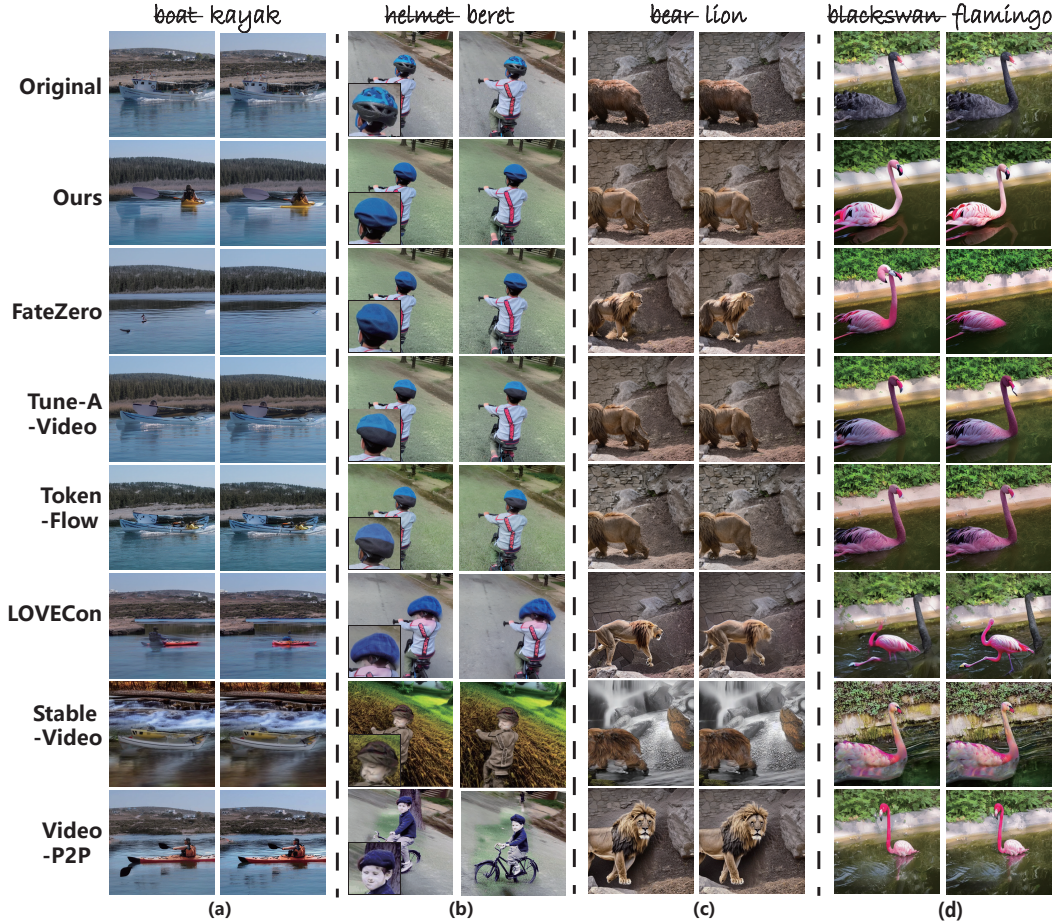 boat kayak
helmet beret
bear lion
blackswan flamingo
Original
Ours
FateZero
Tune-A
-Video
Token
-Flow
LOVECon
Stable
-Video
Video
-P2P
(a)
(b)
(c)
(d)